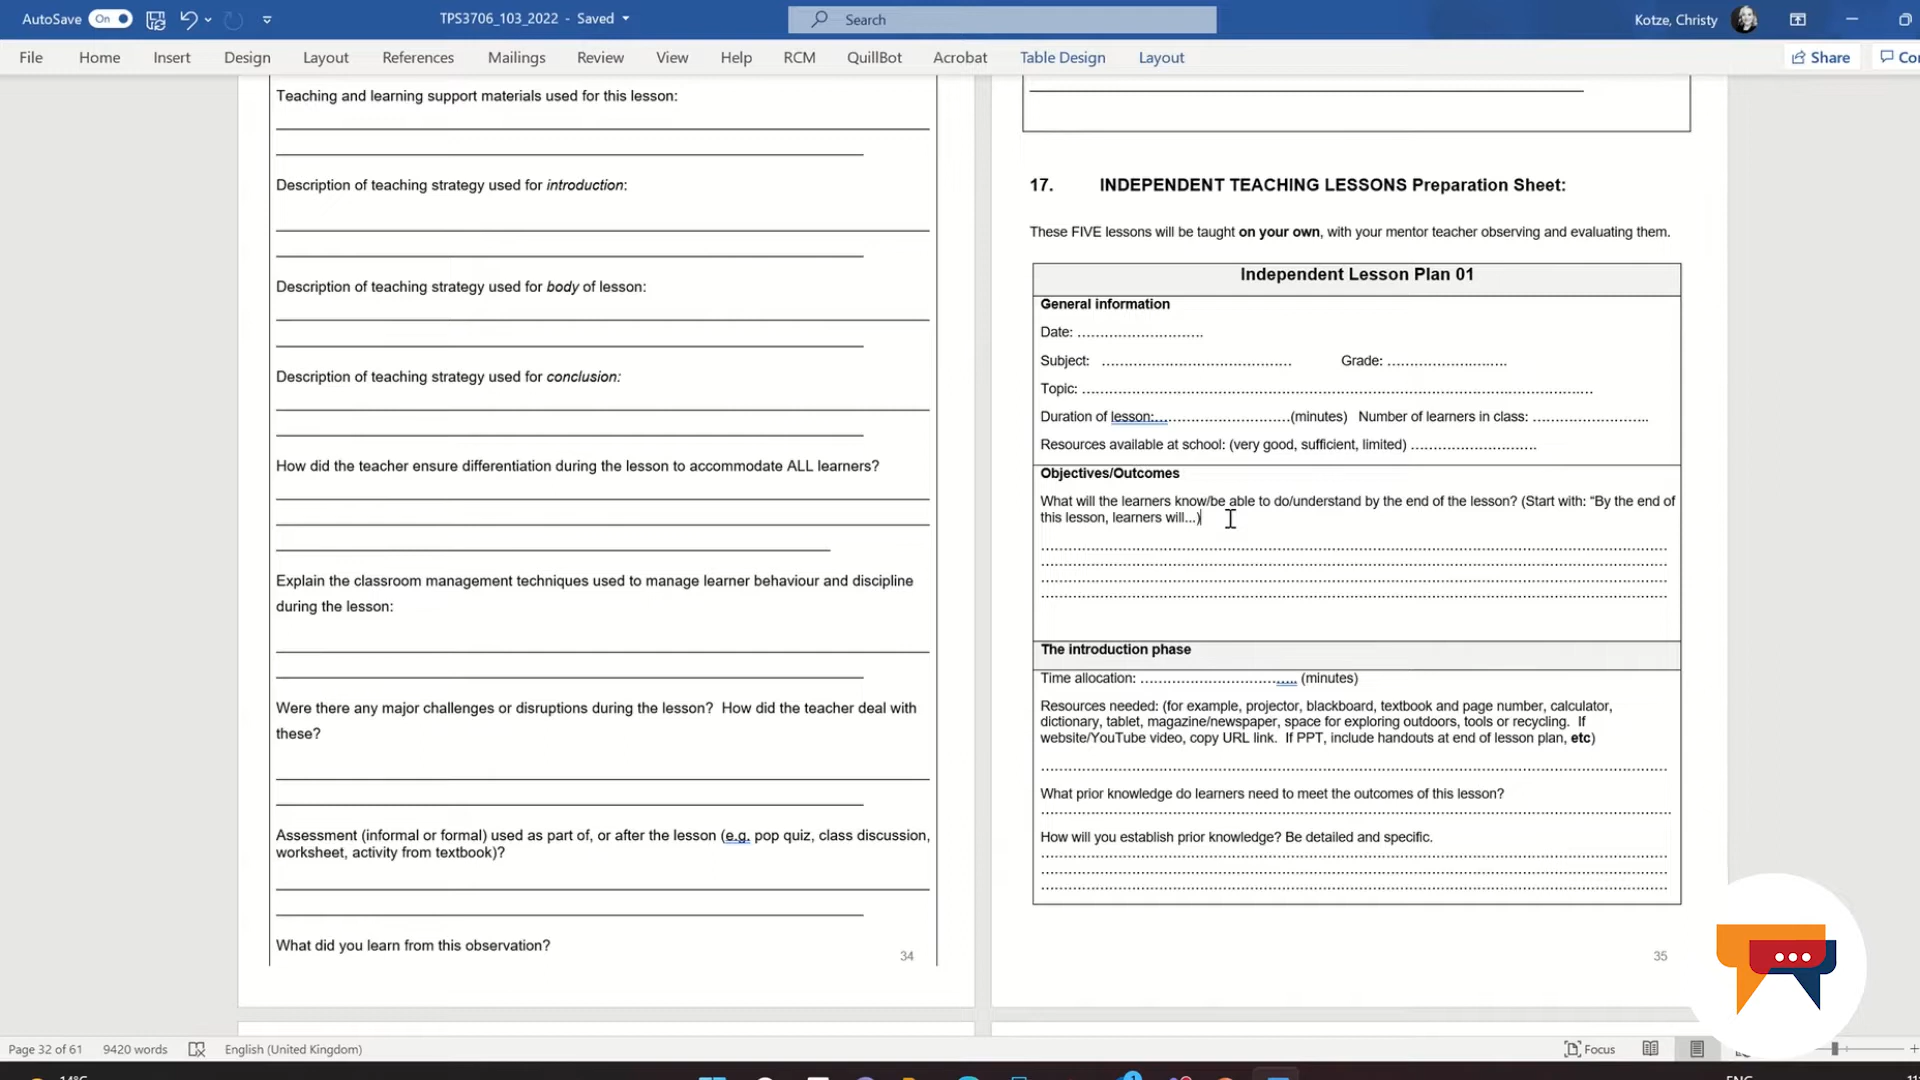 AutoSave On TPS3706_103_2022 - Saved Search Kotze, Christy
File Home Insert Design Layout References Mailings Review View Help RCM QuillBot Acrobat Table Design Layout Share
Teaching and learning support materials used for this lesson:
Description of teaching strategy used for introduction:
Description of teaching strategy used for body of lesson:
Description of teaching strategy used for conclusion:
How did the teacher ensure differentiation during the lesson to accommodate ALL learners?
Explain the classroom management techniques used to manage learner behaviour and discipline
during the lesson:
Were there any major challenges or disruptions during the lesson? How did the teacher deal with
these?
Assessment (informal or formal) used as part of, or after the lesson (e.g. pop quiz, class discussion,
worksheet, activity from textbook)?
What did you learn from this observation?
34
17. INDEPENDENT TEACHING LESSONS Preparation Sheet:
These FIVE lessons will be taught on your own, with your mentor teacher observing and evaluating them.
Independent Lesson Plan 01
General information
Date: ............................
Subject: .......................................... Grade: ..........................
Topic: ..................................................................................
Duration of lesson:..............................(minutes) Number of learners in class: .........................
Resources available at school: (very good, sufficient, limited) ............................
Objectives/Outcomes
What will the learners know/be able to do/understand by the end of the lesson? (Start with: "By the end of
this lesson, learners will...)
The introduction phase
Time allocation: .................................. (minutes)
Resources needed: (for example, projector, blackboard, textbook and page number, calculator,
dictionary, tablet, magazine/newspaper, space for exploring outdoors, tools or recycling. If
website/YouTube video, copy URL link. If PPT, include handouts at end of lesson plan, etc)
What prior knowledge do learners need to meet the outcomes of this lesson?
How will you establish prior knowledge? Be detailed and specific.
35
Page 32 of 61 9420 words English (United Kingdom) Focus